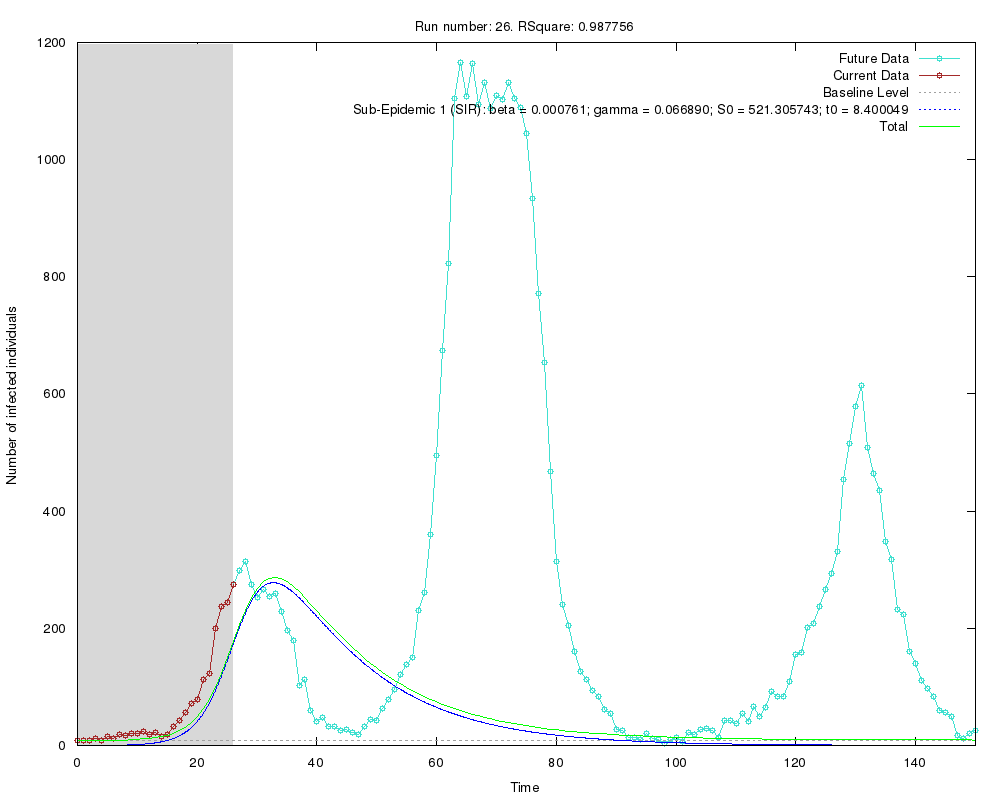 Run number: 26. RSquare: 0.987756
Future Data
Current Data
Baseline Level
Sub-Epidemic 1 (SIR): beta = 0.000761; gamma = 0.066890; S0 = 521.305743; t0 = 8.400049
Total
Number of infected individuals
1200
1000
800
600
400
200
0
0 20 40 60 80 100 120 140
Time